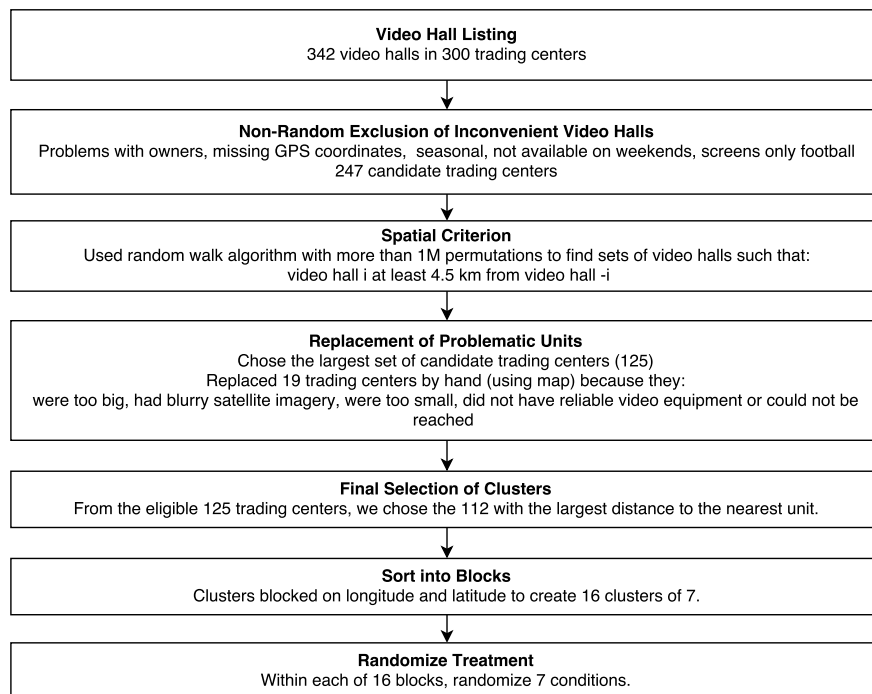 Video Hall Listing
342 video halls in 300 trading centers
Non-Random Exclusion of Inconvenient Video Halls
Problems with owners, missing GPS coordinates,  seasonal, not available on weekends, screens only football
247 candidate trading centers
Spatial Criterion
Used random walk algorithm with more than 1M permutations to find sets of video halls such that:
video hall i at least 4.5 km from video hall -i
Replacement of Problematic Units
Chose the largest set of candidate trading centers (125)
Replaced 19 trading centers by hand (using map) because they:
were too big, had blurry satellite imagery, were too small, did not have reliable video equipment or could not be
reached
Final Selection of Clusters
From the eligible 125 trading centers, we chose the 112 with the largest distance to the nearest unit.
Sort into Blocks
Clusters blocked on longitude and latitude to create 16 clusters of 7.
Randomize Treatment
Within each of 16 blocks, randomize 7 conditions.